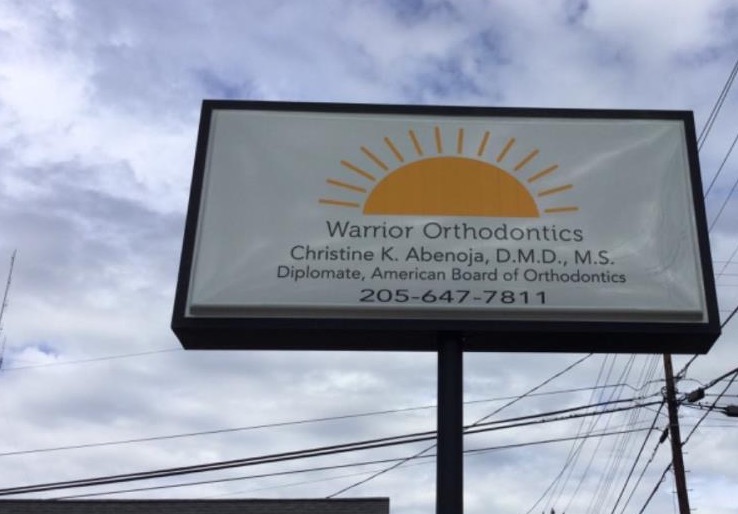 Warrior Orthodontics
Christine K. Abenoja, D.M.D., M.S.
Diplomate, American Board of Orthodontics
205-647-7811